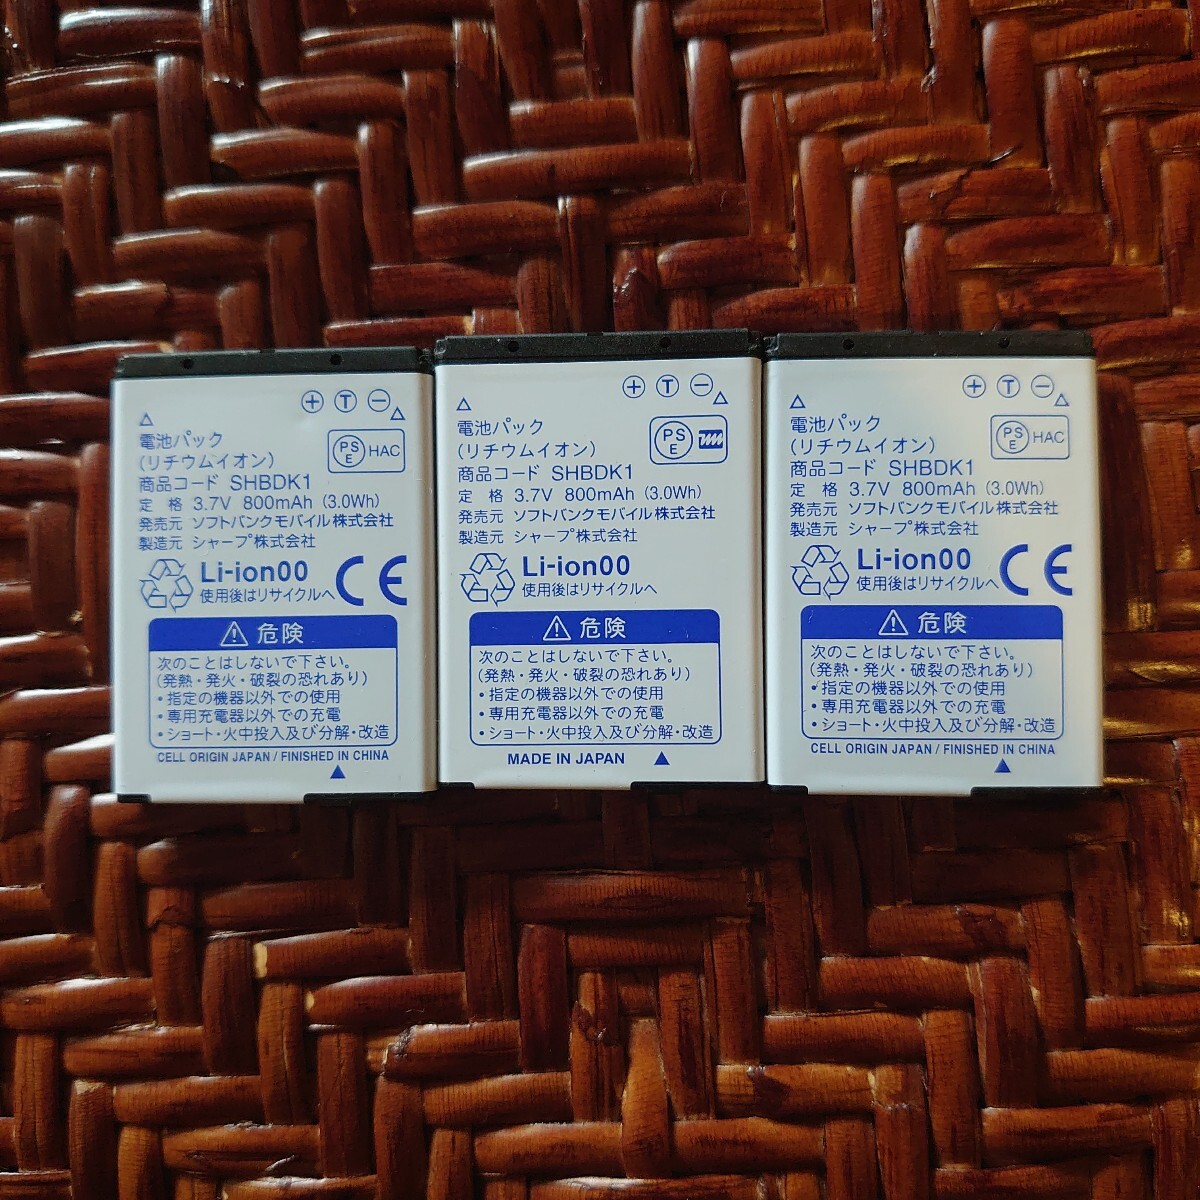 + T −
電池パック
(リチウムイオン)
PSE HAC
商品コード SHBDK1
定 格 3.7V 800mAh (3.0Wh)
発売元 ソフトバンクモバイル株式会社
製造元 シャープ株式会社
Li-ion00
使用後はリサイクルへ
CE
危険
次のことはしないで下さい。
(発熱・発火・破裂の恐れあり)
・指定の機器以外での使用
・専用充電器以外での充電
・ショート・火中投入及び分解・改造
CELL ORIGIN JAPAN / FINISHED IN CHINA
+ T −
電池パック
(リチウムイオン)
PSE
商品コード SHBDK1
定 格 3.7V 800mAh (3.0Wh)
発売元 ソフトバンクモバイル株式会社
製造元 シャープ株式会社
Li-ion00
使用後はリサイクルへ
危険
次のことはしないで下さい。
(発熱・発火・破裂の恐れあり)
・指定の機器以外での使用
・専用充電器以外での充電
・ショート・火中投入及び分解・改造
MADE IN JAPAN
+ T −
電池パック
(リチウムイオン)
PSE HAC
商品コード SHBDK1
定 格 3.7V 800mAh (3.0Wh)
発売元 ソフトバンクモバイル株式会社
製造元 シャープ株式会社
Li-ion00
使用後はリサイクルへ
CE
危険
次のことはしないで下さい。
(発熱・発火・破裂の恐れあり)
・指定の機器以外での使用
・専用充電器以外での充電
・ショート・火中投入及び分解・改造
CELL ORIGIN JAPAN / FINISHED IN CHINA